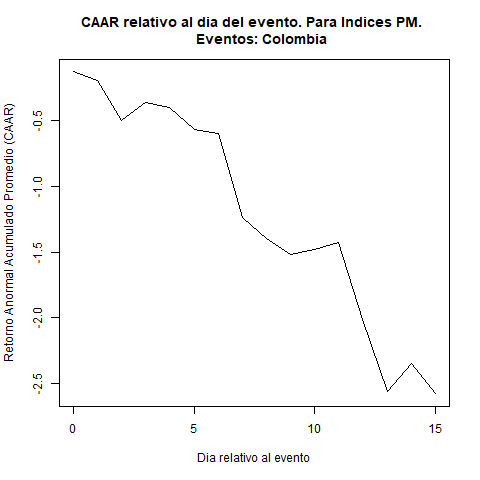 CAAR relativo al dia del evento. Para Indices PM.
Eventos: Colombia
Retorno Anormal Acumulado Promedio (CAAR)
-0.5
-1.0
-1.5
-2.0
-2.5
0
5
10
15
Dia relativo al evento